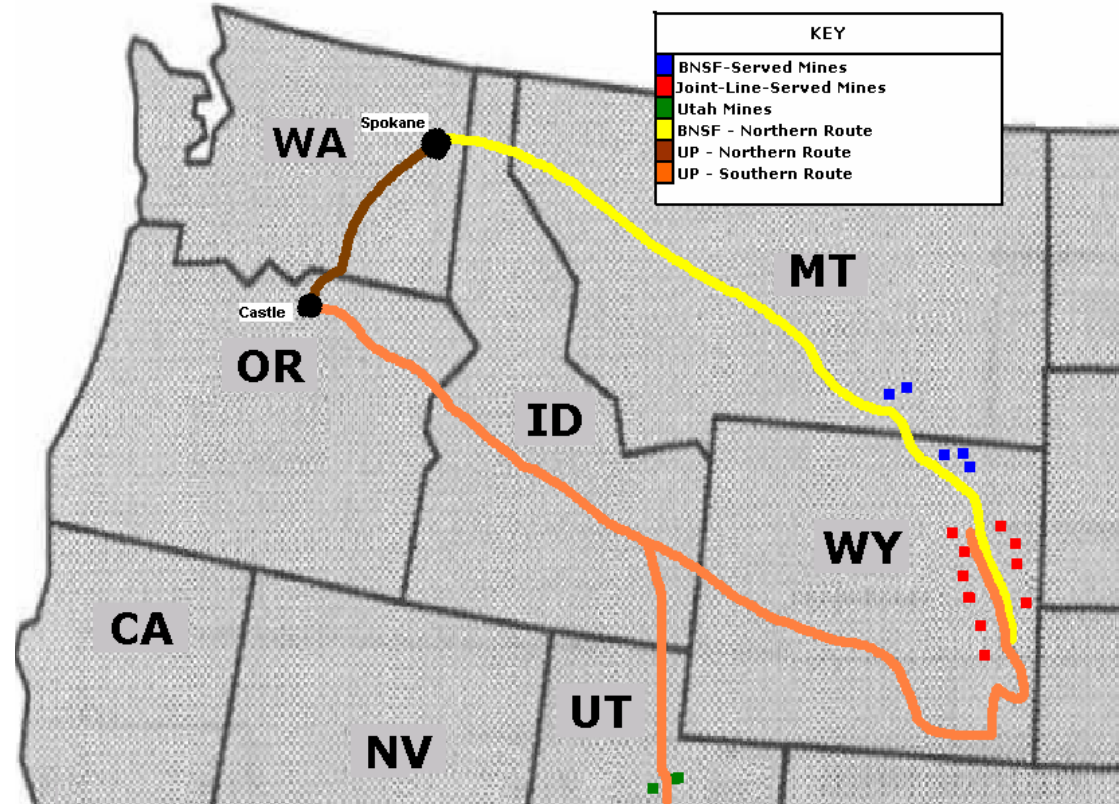 KEY
BNSF-Served Mines
Joint-Line-Served Mines
Utah Mines
BNSF - Northern Route
UP - Northern Route
UP - Southern Route
Spokane
WA
MT
Castle
OR
ID
WY
CA
UT
NV